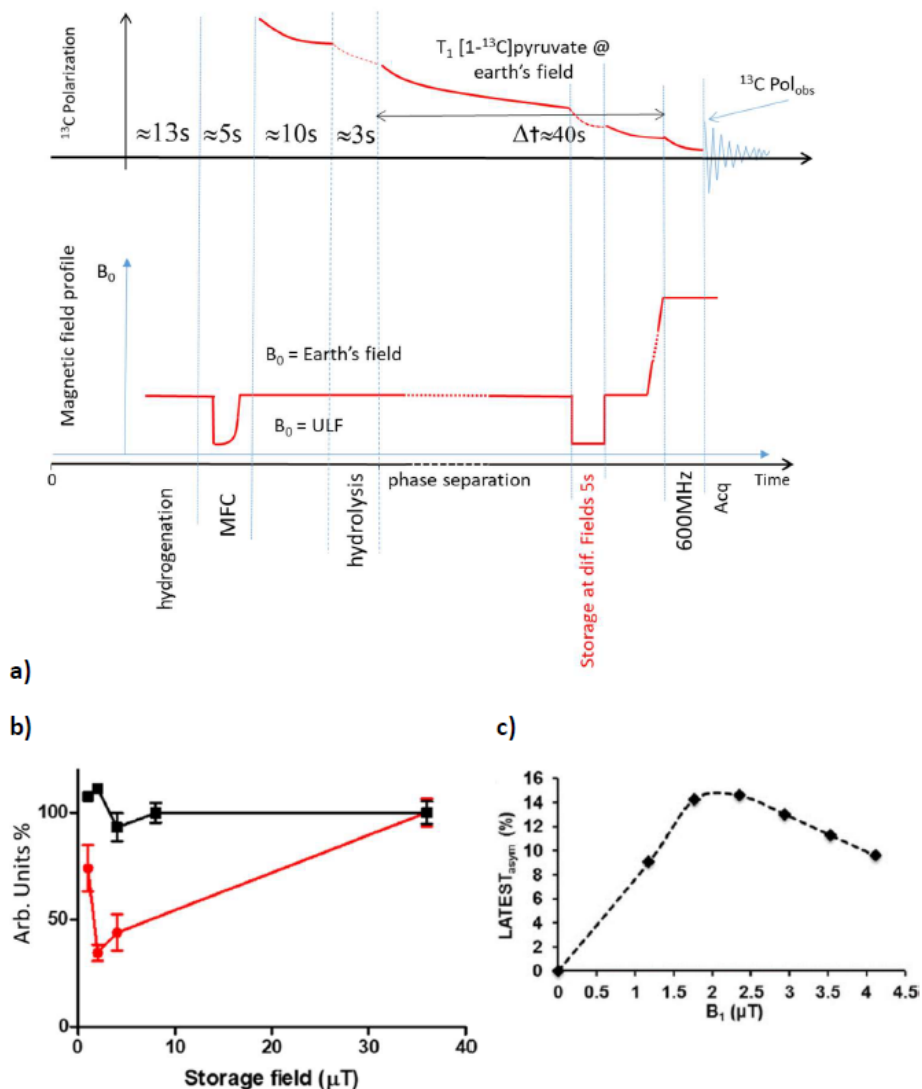 a)
¹³C Polarization
T₁ [1-¹³C]pyruvate @
earth's field
¹³C Pol_obs
≈13s
≈5s
≈10s
≈3s
Δt≈40s
Magnetic field profile
B₀
B₀ = Earth's field
B₀ = ULF
0
phase separation
Time
hydrogenation
MFC
hydrolysis
Storage at dif. Fields 5s
600MHz
Acq
b)
Arb. Units %
100
50
0
0
10
20
30
40
Storage field (μT)
c)
LATEST_asym (%)
16
14
12
10
8
6
4
2
0
0
0.5
1
1.5
2
2.5
3
3.5
4
4.5
B₁ (μT)